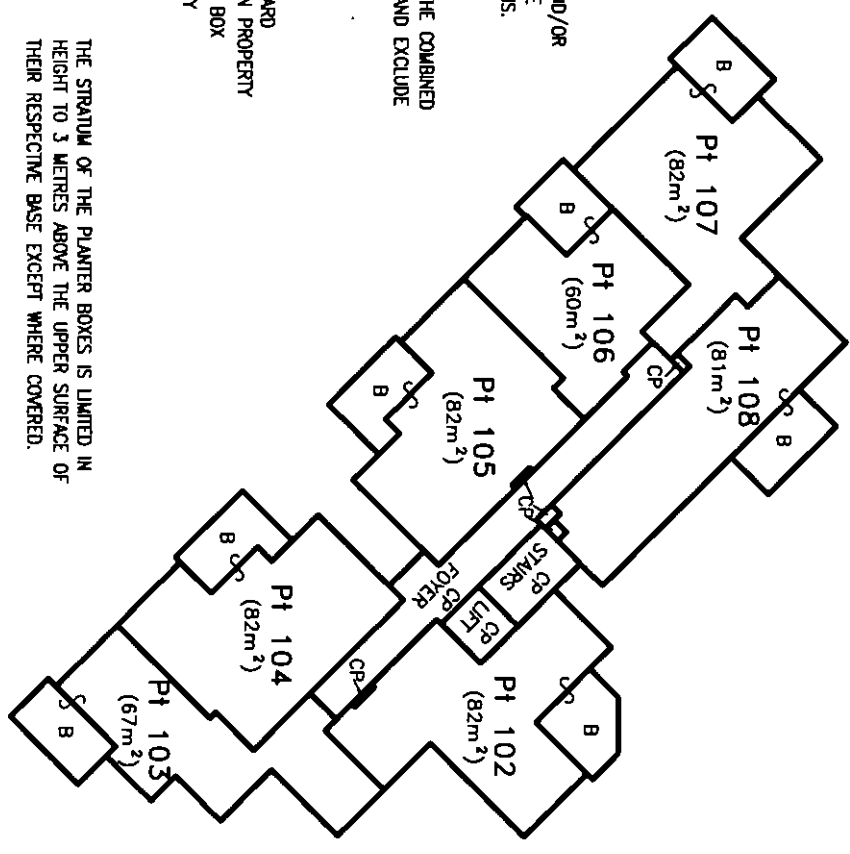 ND/OR
E
US.
THE COMBINED
AND EXCLUDE
ARD
N PROPERTY
BOX
Y
THE STRATUM OF THE PLANTER BOXES IS LIMITED IN
HEIGHT TO 3 METRES ABOVE THE UPPER SURFACE OF
THEIR RESPECTIVE BASE EXCEPT WHERE COVERED.
B
Pt 107
(82m²)
B
Pt 106
(60m²)
CP
Pt 108
(81m²)
B
B
Pt 105
(82m²)
CP
STAIRS
CP
LIFT
CP
FOYER
CP
B
Pt 104
(82m²)
CP
Pt 102
(82m²)
B
Pt 103
(67m²)
B